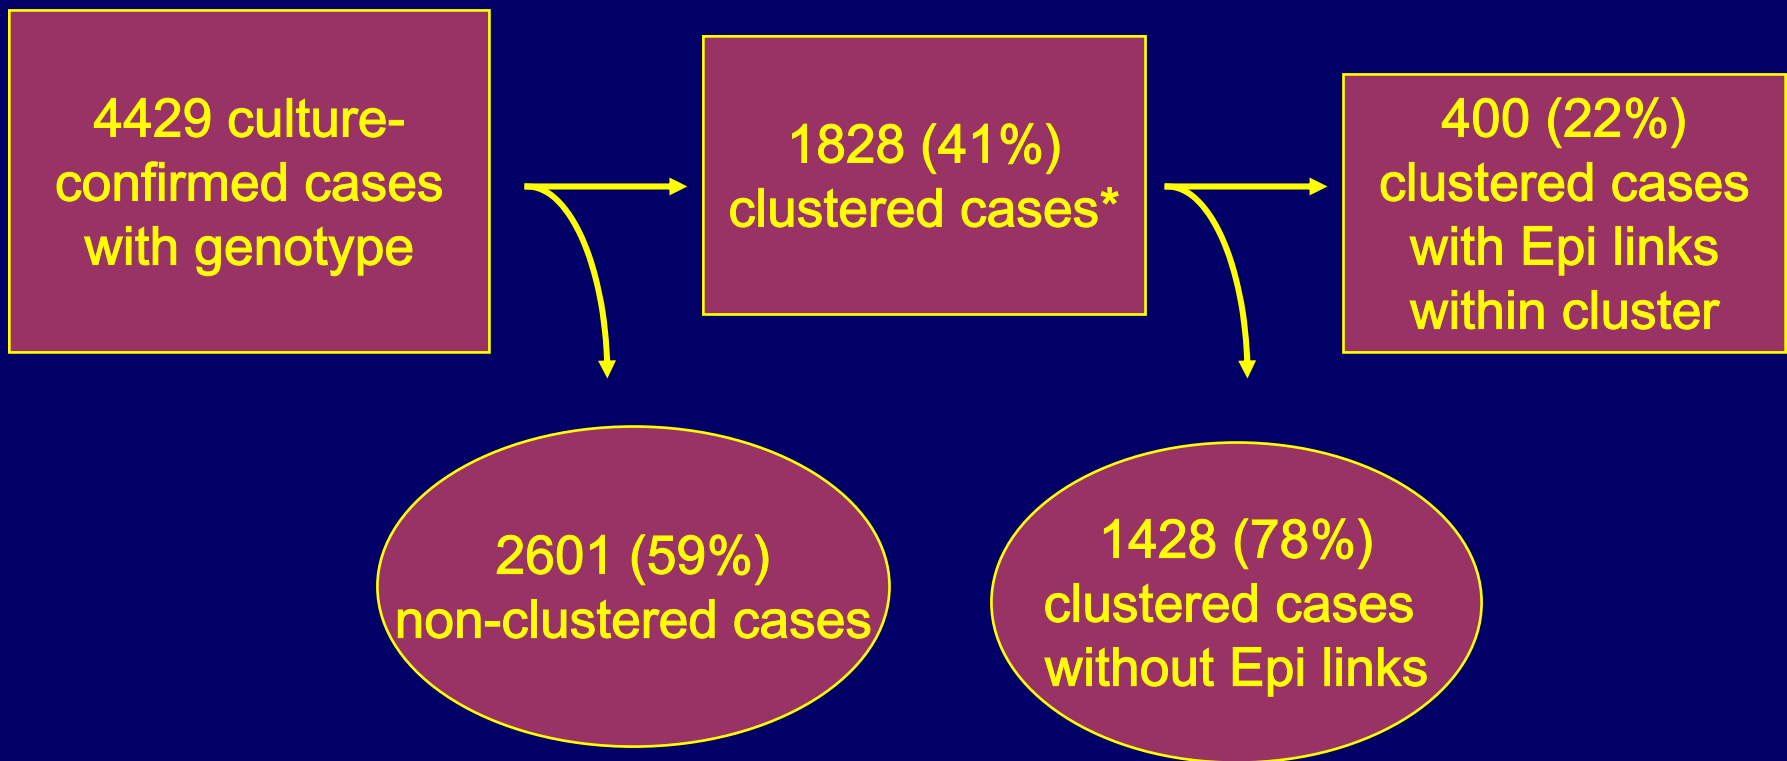 4429 culture-
confirmed cases
with genotype
1828 (41%)
clustered cases*
400 (22%)
clustered cases
with Epi links
within cluster
2601 (59%)
non-clustered cases
1428 (78%)
clustered cases
without Epi links